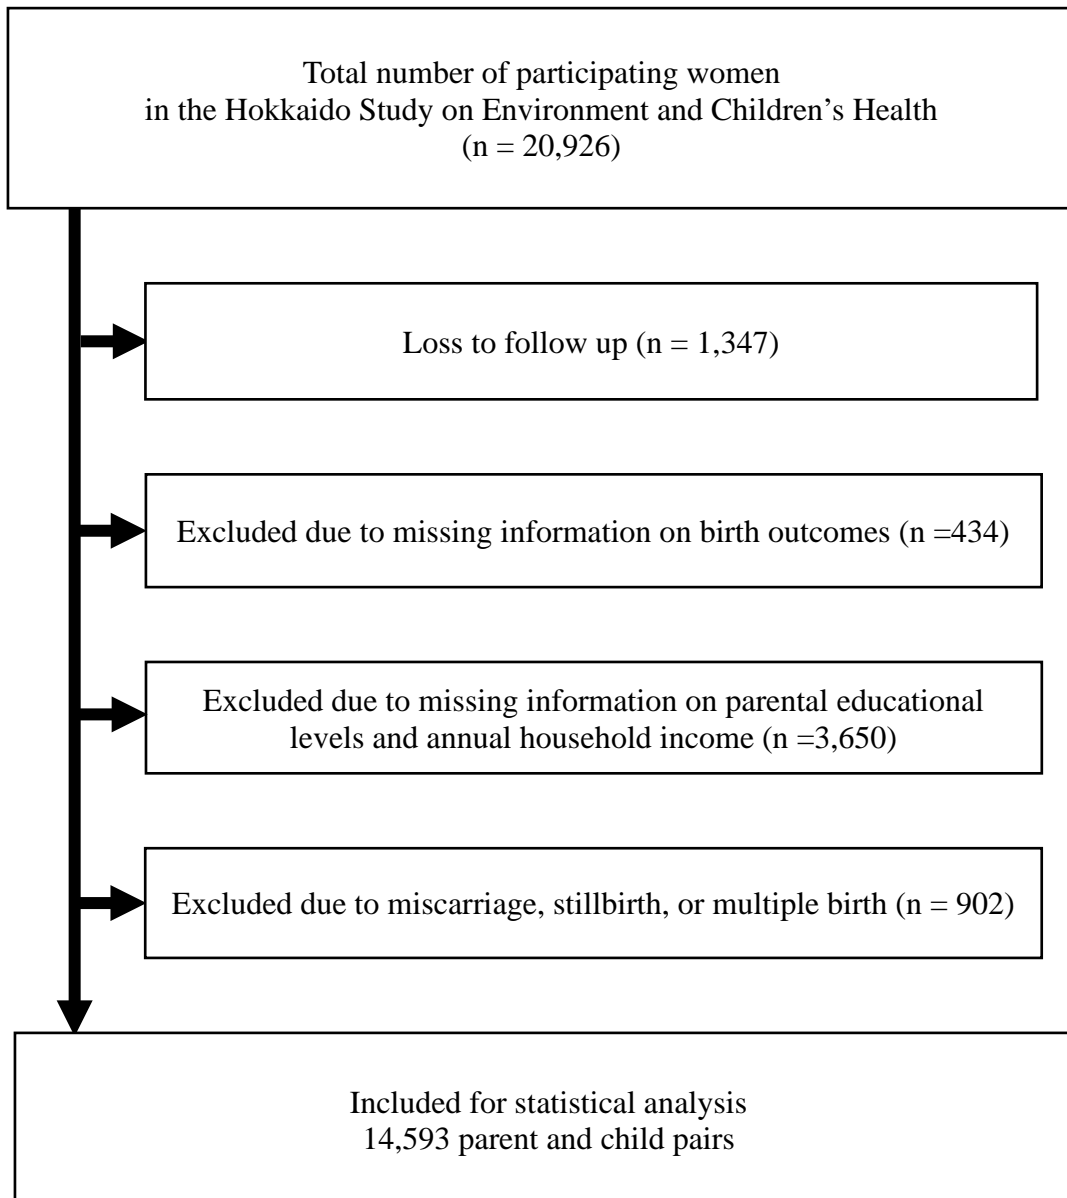 Total number of participating women
in the Hokkaido Study on Environment and Children’s Health
(n = 20,926)
Loss to follow up (n = 1,347)
Excluded due to missing information on birth outcomes (n =434)
Excluded due to missing information on parental educational
levels and annual household income (n =3,650)
Excluded due to miscarriage, stillbirth, or multiple birth (n = 902)
Included for statistical analysis
14,593 parent and child pairs